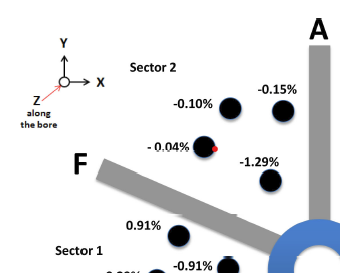 A
Y
Sector 2
X
-0.15%
-0.10%
Z
along
the bore
- 0.04%
-1.29%
F
0.91%
Sector 1
-0.91%